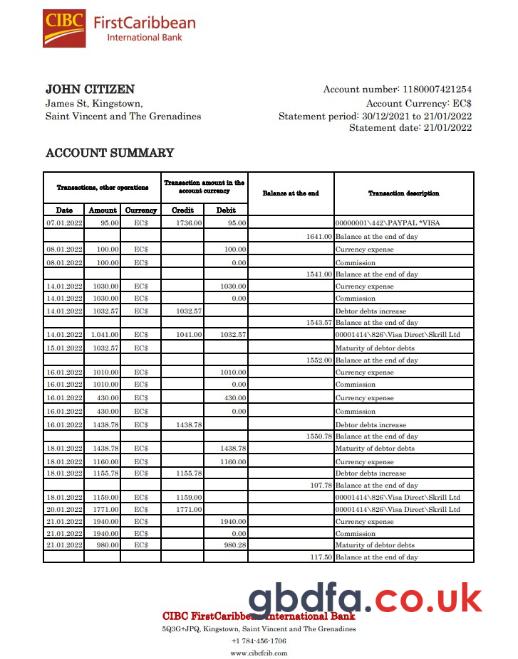 CIBC FirstCaribbean
International Bank
JOHN CITIZEN
James St, Kingstown,
Saint Vincent and The Grenadines
Account number: 1180007421254
Account Currency: EC$
Statement period: 30/12/2021 to 21/01/2022
Statement date: 21/01/2022
ACCOUNT SUMMARY
Transactions, other operations Transaction amount in the account currency Balance at the end Transaction description
Date Amount Currency Credit Debit
07.01.2022 95.00 EC$ 1736.00 95.00 00000001\442\PAYPAL *VISA
1641.00 Balance at the end of day
08.01.2022 100.00 EC$ 100.00 Currency expense
08.01.2022 100.00 EC$ 0.00 Commission
1541.00 Balance at the end of day
14.01.2022 1030.00 EC$ 1030.00 Currency expense
14.01.2022 1030.00 EC$ 0.00 Commission
14.01.2022 1032.57 EC$ 1032.57 Debtor debts increase
1543.57 Balance at the end of day
14.01.2022 1.041.00 EC$ 1041.00 1032.57 00001414\826\Visa Direct\Skrill Ltd
15.01.2022 1032.57 EC$ Maturity of debtor debts
1552.00 Balance at the end of day
16.01.2022 1010.00 EC$ 1010.00 Currency expense
16.01.2022 1010.00 EC$ 0.00 Commission
16.01.2022 430.00 EC$ 430.00 Currency expense
16.01.2022 430.00 EC$ 0.00 Commission
16.01.2022 1438.78 EC$ 1438.78 Debtor debts increase
1550.78 Balance at the end of day
18.01.2022 1438.78 EC$ 1438.78 Maturity of debtor debts
18.01.2022 1160.00 EC$ 1160.00 Currency expense
18.01.2022 1155.78 EC$ 1155.78 Debtor debts increase
107.78 Balance at the end of day
18.01.2022 1159.00 EC$ 1159.00 00001414\826\Visa Direct\Skrill Ltd
20.01.2022 1771.00 EC$ 1771.00 00001414\826\Visa Direct\Skrill Ltd
21.01.2022 1940.00 EC$ 1940.00 Currency expense
21.01.2022 1940.00 EC$ 0.00 Commission
21.01.2022 980.00 EC$ 980.28 Maturity of debtor debts
117.50 Balance at the end of day
gbdfa.co.uk
CIBC FirstCaribbean International Bank
5Q3G+JPQ, Kingstown, Saint Vincent and The Grenadines
+1 784-456-1706
www.cibcfcib.com